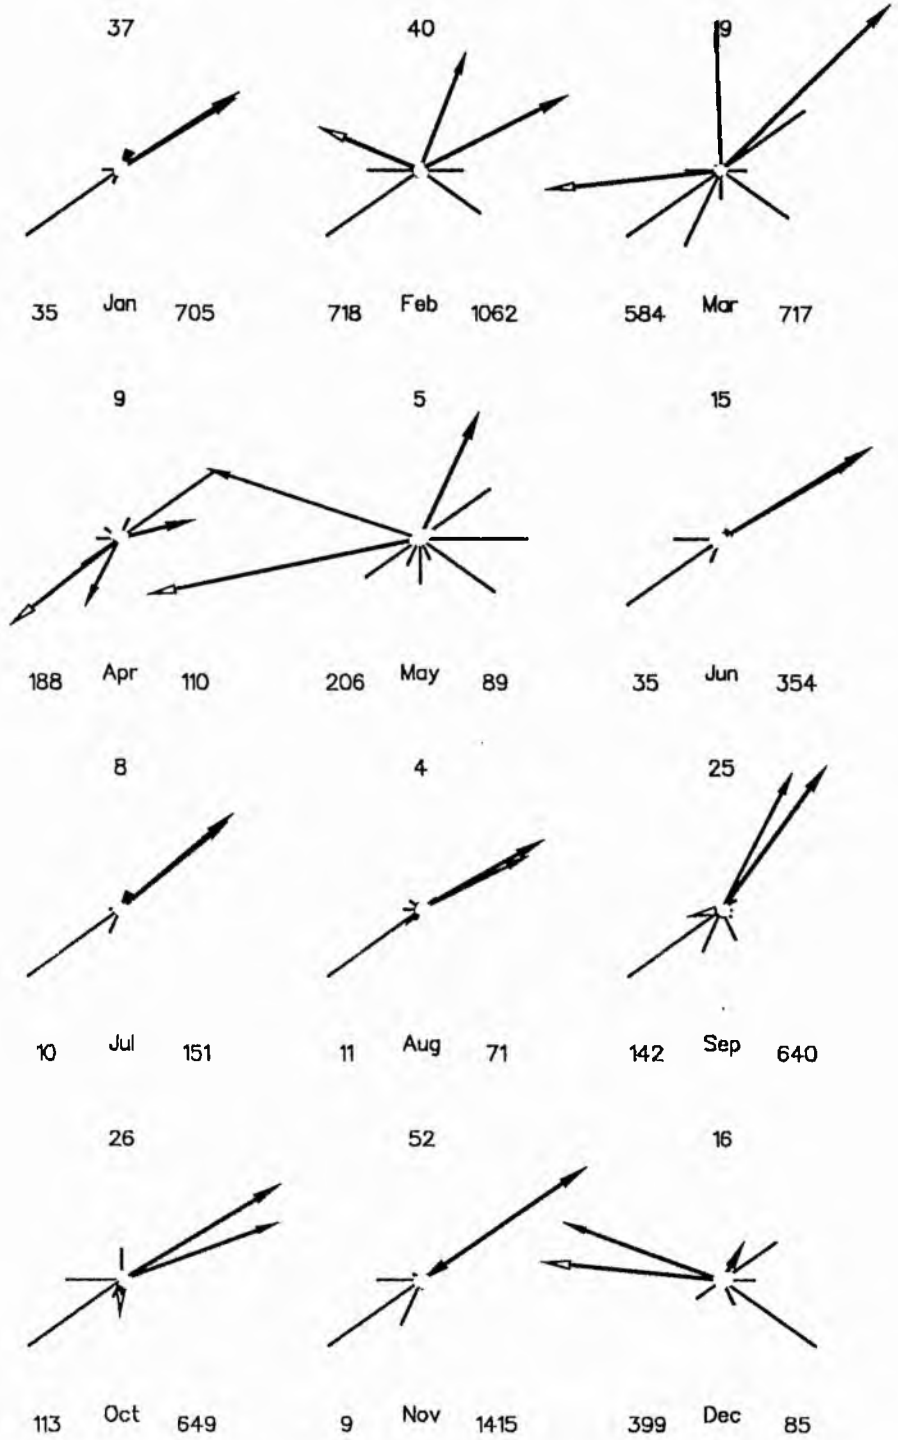 37 40 19
35 Jan 705 718 Feb 1062 584 Mar 717
9 5 15
188 Apr 110 206 May 89 35 Jun 354
8 4 25
10 Jul 151 11 Aug 71 142 Sep 640
26 52 16
113 Oct 649 9 Nov 1415 399 Dec 85